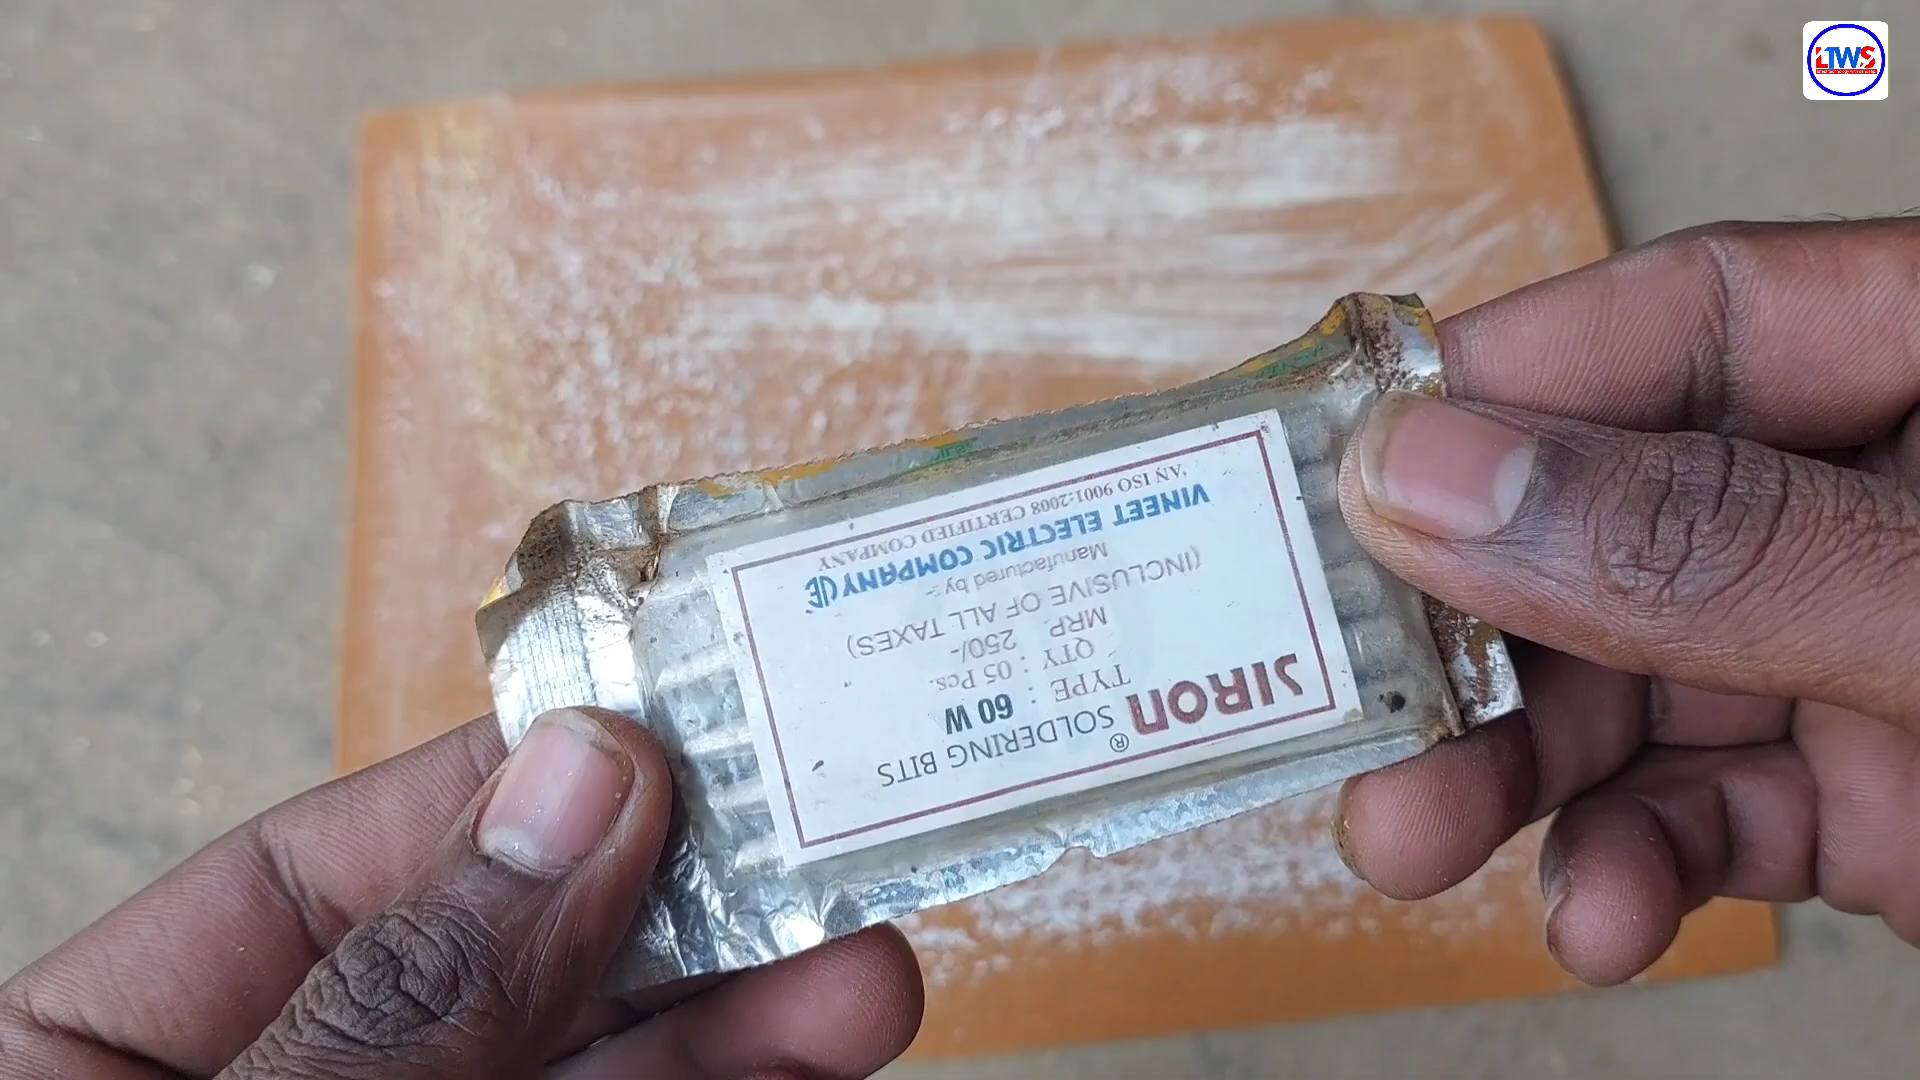 SIRON® SOLDERING BITS
TYPE : 60 W
QTY : 05 Pcs.
MRP 250/-
(INCLUSIVE OF ALL TAXES)
Manufactured by :-
VINEET ELECTRIC COMPANY
'AN ISO 9001:2008 CERTIFIED COMPANY
LTWS